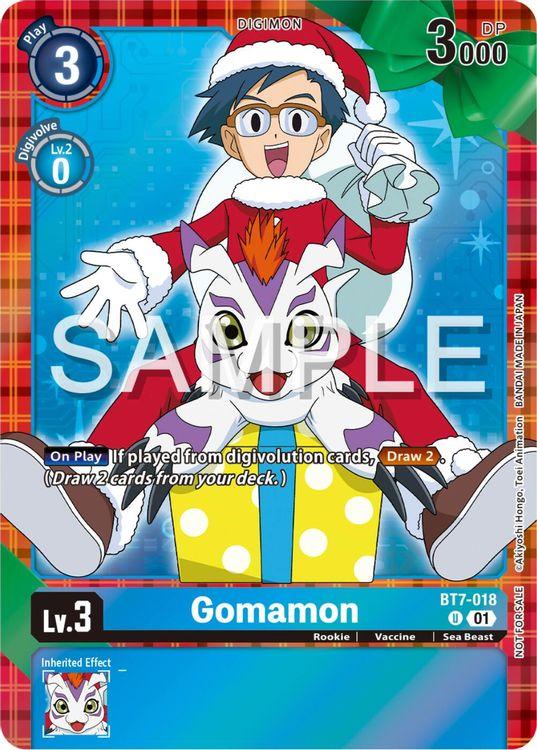 DIGIMON
Play
3
DP
3000
Digivolve
Lv.2
0
SAMPLE
On Play If played from digivolution cards, Draw 2.
(Draw 2 cards from your deck.)
NOT FOR SALE ©Akiyoshi Hongo, Toei Animation BANDAI MADE IN JAPAN
Lv.3
Gomamon
BT7-018
U 01
Rookie Vaccine Sea Beast
Inherited Effect
–